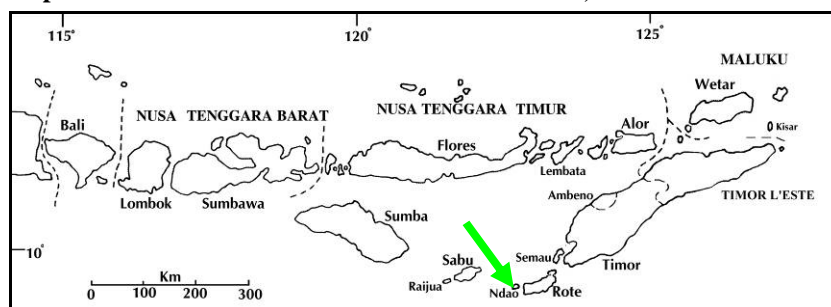 115°
120°
125°
MALUKU
Wetar
NUSA TENGGARA BARAT
NUSA TENGGARA TIMUR
Bali
Alor
Kisar
Flores
Lembata
Lombok
Sumbawa
Ambeno
TIMOR L'ESTE
Sumba
10°
Semau
Timor
Sabu
Km
Raijua
Ndao
Rote
0 100 200 300